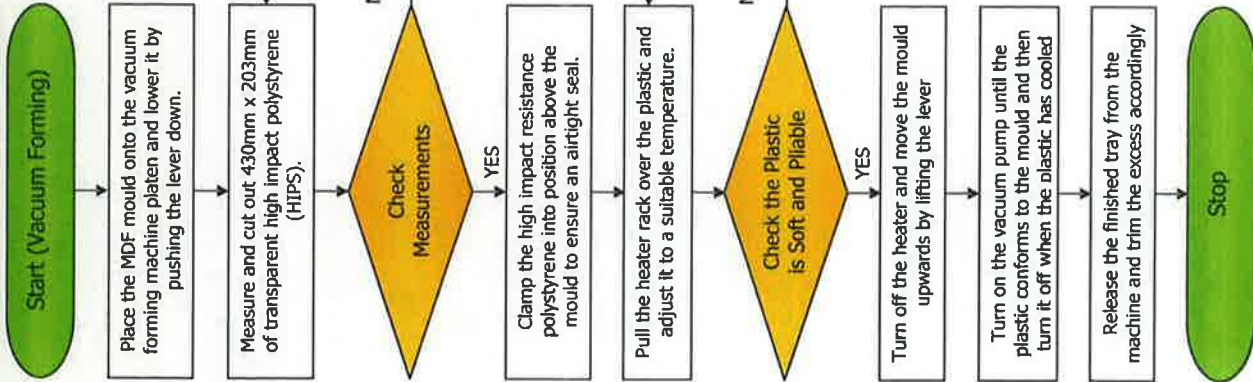 Start (Vacuum Forming)
Place the MDF mould onto the vacuum
forming machine platen and lower it by
pushing the lever down.
Measure and cut out 430mm x 203mm
of transparent high impact polystyrene
(HIPS).
Check
Measurements
YES
Clamp the high impact resistance
polystyrene into position above the
mould to ensure an airtight seal.
Pull the heater rack over the plastic and
adjust it to a suitable temperature.
Check the Plastic
is Soft and Pliable
YES
Turn off the heater and move the mould
upwards by lifting the lever
Turn on the vacuum pump until the
plastic conforms to the mould and then
turn it off when the plastic has cooled
Release the finished tray from the
machine and trim the excess accordingly
Stop